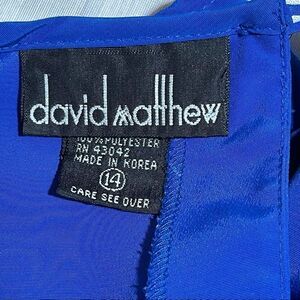 david matthew
100% POLYESTER
RN 43042
MADE IN KOREA
14
CARE SEE OVER